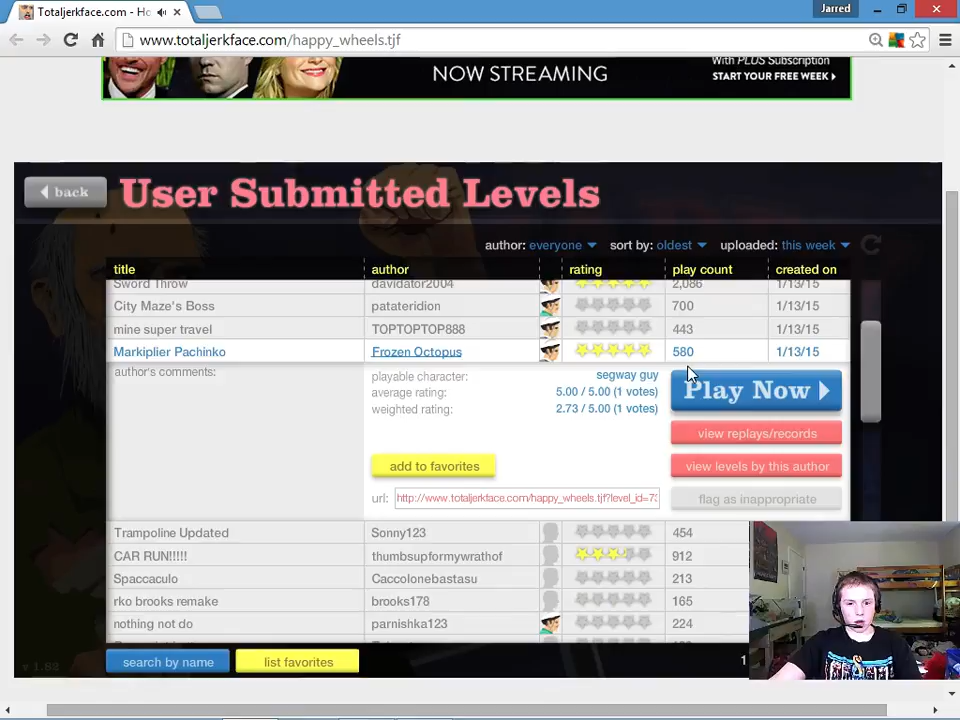 Totaljerkface.com - Ho
Jarred
www.totaljerkface.com/happy_wheels.tjf
NOW STREAMING
With PLUS Subscription
START YOUR FREE WEEK
back
User Submitted Levels
author: everyone sort by: oldest uploaded: this week
title author rating play count created on
Sword Throw davidator2004 2,086 1/13/15
City Maze's Boss patateridion 700 1/13/15
mine super travel TOPTOPTOP888 443 1/13/15
Markiplier Pachinko Frozen Octopus 580 1/13/15
author's comments:
playable character: segway guy
average rating: 5.00 / 5.00 (1 votes)
weighted rating: 2.73 / 5.00 (1 votes)
Play Now
view replays/records
add to favorites
view levels by this author
url: http://www.totaljerkface.com/happy_wheels.tjf?level_id=73
flag as inappropriate
Trampoline Updated Sonny123 454
CAR RUN!!!!! thumbsupformywrathof 912
Spaccaculo Caccolonebastasu 213
rko brooks remake brooks178 165
nothing not do parnishka123 224
search by name
list favorites
1
v 1.82